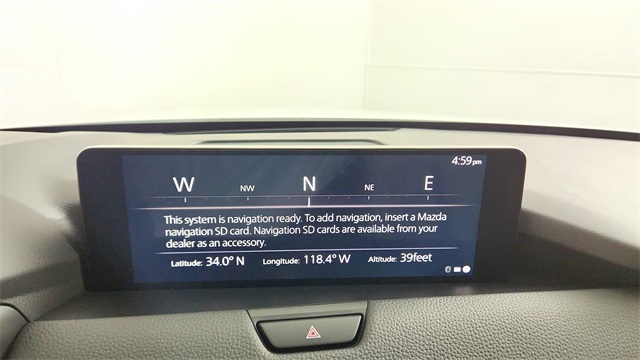 4:59pm
W NW N NE E
This system is navigation ready. To add navigation, insert a Mazda
navigation SD card. Navigation SD cards are available from your
dealer as an accessory.
Latitude: 34.0° N Longitude: 118.4° W Altitude: 39feet